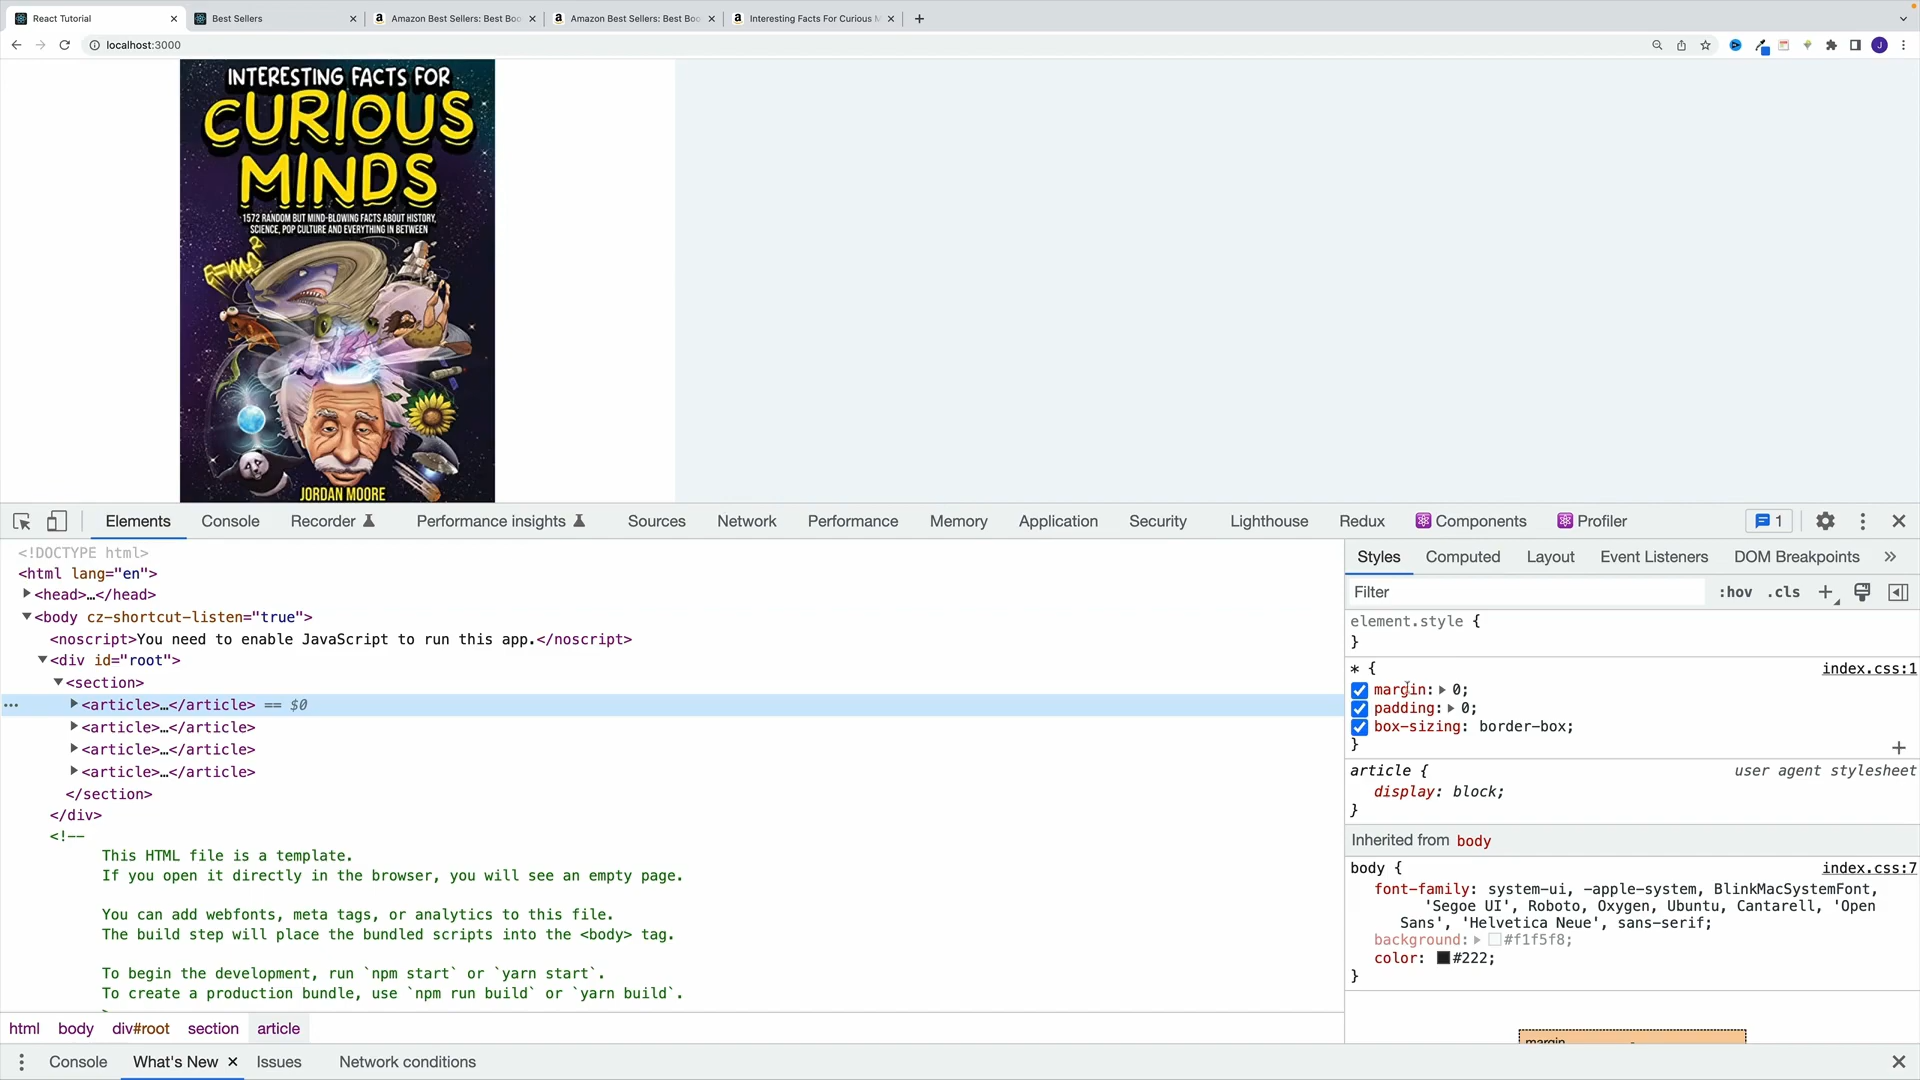 React Tutorial
Best Sellers
Amazon Best Sellers: Best Boo
Amazon Best Sellers: Best Boo
Interesting Facts For Curious M
localhost:3000
J
INTERESTING FACTS FOR
CURIOUS
MINDS
1572 RANDOM BUT MIND-BLOWING FACTS ABOUT HISTORY,
SCIENCE, POP CULTURE AND EVERYTHING IN BETWEEN
E=MC²
JORDAN MOORE
Elements
Console
Recorder
Performance insights
Sources
Network
Performance
Memory
Application
Security
Lighthouse
Redux
Components
Profiler
1
<!DOCTYPE html>
<html lang="en">
<head>…</head>
<body cz-shortcut-listen="true">
<noscript>You need to enable JavaScript to run this app.</noscript>
<div id="root">
<section>
<article>…</article> == $0
<article>…</article>
<article>…</article>
<article>…</article>
</section>
</div>
<!--
This HTML file is a template.
If you open it directly in the browser, you will see an empty page.
You can add webfonts, meta tags, or analytics to this file.
The build step will place the bundled scripts into the <body> tag.
To begin the development, run `npm start` or `yarn start`.
To create a production bundle, use `npm run build` or `yarn build`.
html body div#root section article
Styles
Computed
Layout
Event Listeners
DOM Breakpoints
Filter
:hov .cls
element.style {
}
* {
index.css:1
margin: 0;
padding: 0;
box-sizing: border-box;
}
article {
user agent stylesheet
display: block;
}
Inherited from body
body {
index.css:7
font-family: system-ui, -apple-system, BlinkMacSystemFont,
'Segoe UI', Roboto, Oxygen, Ubuntu, Cantarell, 'Open
Sans', 'Helvetica Neue', sans-serif;
background: #f1f5f8;
color: #222;
}
margin
Console
What's New
Issues
Network conditions